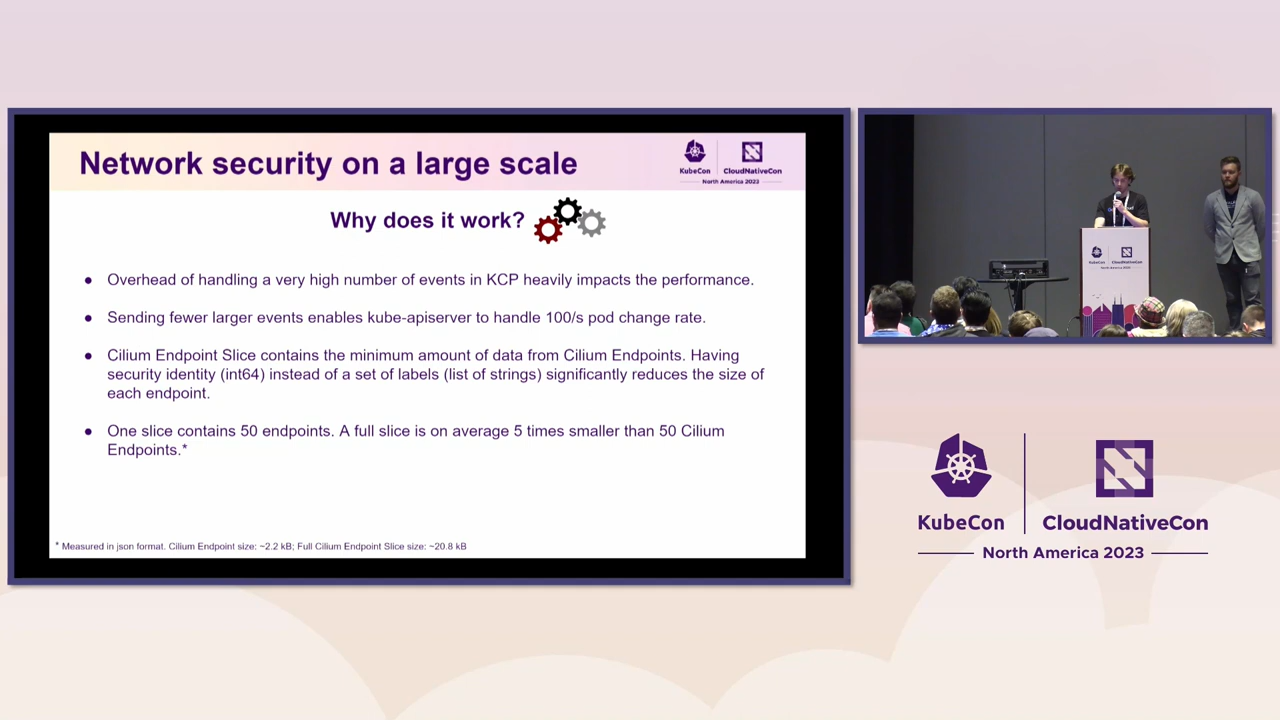 Network security on a large scale
KubeCon
CloudNativeCon
North America 2023
Why does it work?
● Overhead of handling a very high number of events in KCP heavily impacts the performance.
● Sending fewer larger events enables kube-apiserver to handle 100/s pod change rate.
● Cilium Endpoint Slice contains the minimum amount of data from Cilium Endpoints. Having
security identity (int64) instead of a set of labels (list of strings) significantly reduces the size of
each endpoint.
● One slice contains 50 endpoints. A full slice is on average 5 times smaller than 50 Cilium
Endpoints.*
* Measured in json format. Cilium Endpoint size: ~2.2 kB; Full Cilium Endpoint Slice size: ~20.8 kB
KubeCon
CloudNativeCon
North America 2023
KubeCon
CloudNativeCon
North America 2023